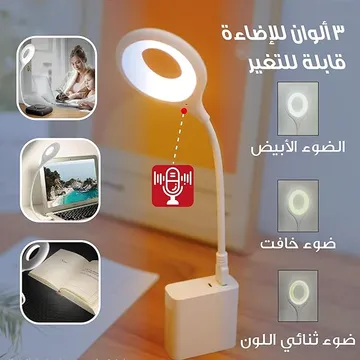 ٣ ألوان للإضاءة
قابلة للتغير
الضوء الأبيض
ضوء خافت
ضوء ثنائي اللون